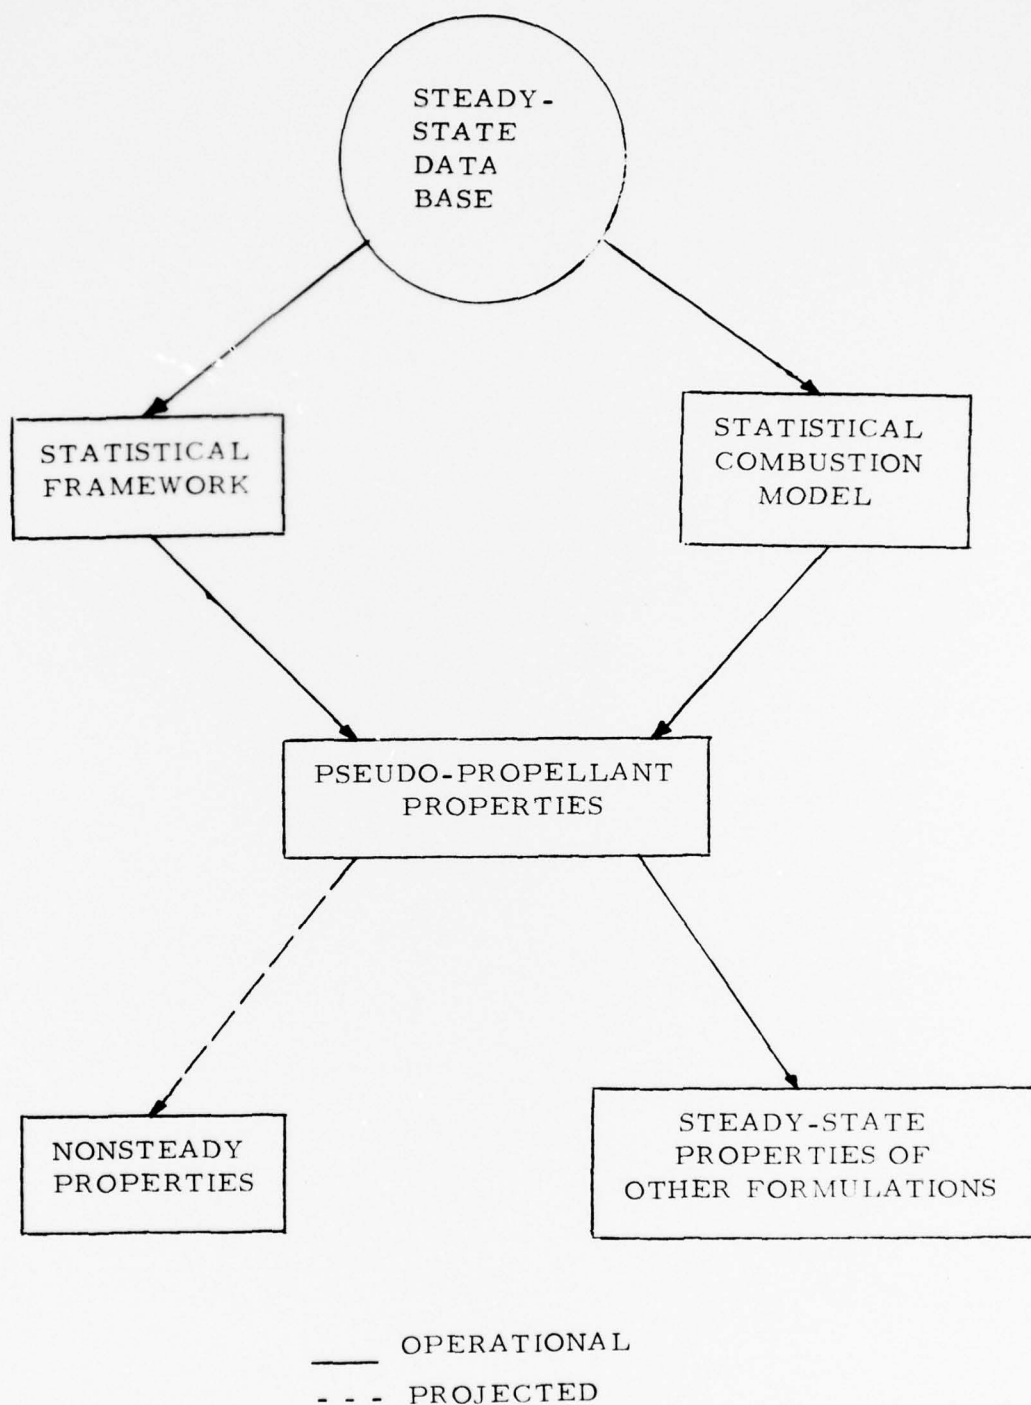 STEADY-
STATE
DATA
BASE
STATISTICAL
FRAMEWORK
STATISTICAL
COMBUSTION
MODEL
PSEUDO-PROPELLANT
PROPERTIES
NONSTEADY
PROPERTIES
STEADY-STATE
PROPERTIES OF
OTHER FORMULATIONS
OPERATIONAL
PROJECTED